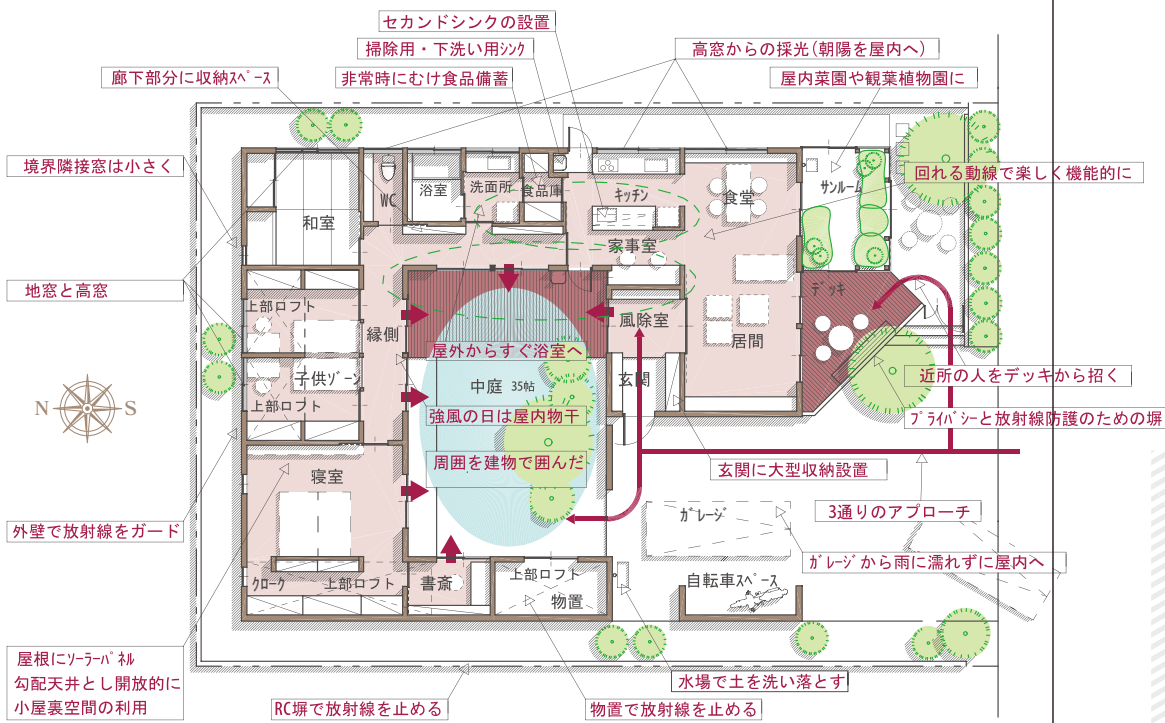 セカンドシンクの設置
掃除用・下洗い用ｼﾝｸ
高窓からの採光(朝陽を屋内へ)
廊下部分に収納ｽﾍﾟｰｽ
非常時にむけ食品備蓄
屋内菜園や観葉植物園に
境界隣接窓は小さく
回れる動線で楽しく機能的に
WC
浴室
洗面所
食品庫
キッチン
食堂
サンルーム
和室
家事室
地窓と高窓
上部ロフト
縁側
風除室
デッキ
居間
屋外からすぐ浴室へ
中庭 35帖
玄関
子供ゾーン
上部ロフト
近所の人をデッキから招く
強風の日は屋内物干
ﾌﾟﾗｲﾊﾞｼｰと放射線防護のための塀
N
S
周囲を建物で囲んだ
玄関に大型収納設置
寝室
外壁で放射線をガード
ｶﾞﾚｰｼﾞ
3通りのアプローチ
ｶﾞﾚｰｼﾞから雨に濡れずに屋内へ
ｸﾛｰｸ
上部ロフト
書斎
上部ロフト
物置
自転車ｽﾍﾟｰｽ
屋根にｿｰﾗｰﾊﾟﾈﾙ
勾配天井とし開放的に
小屋裏空間の利用
水場で土を洗い落とす
RC塀で放射線を止める
物置で放射線を止める